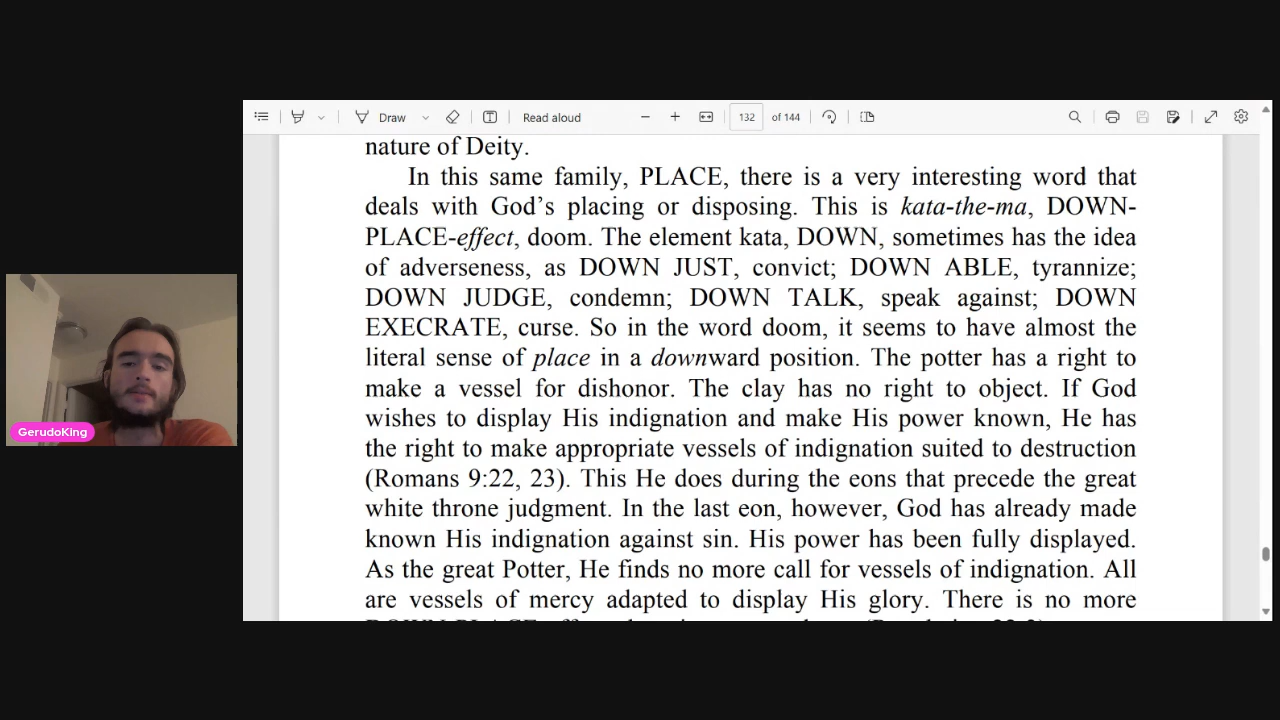 Draw
Read aloud
132 of 144
nature of Deity.
In this same family, PLACE, there is a very interesting word that
deals with God’s placing or disposing. This is kata-the-ma, DOWN-
PLACE-effect, doom. The element kata, DOWN, sometimes has the idea
of adverseness, as DOWN JUST, convict; DOWN ABLE, tyrannize;
DOWN JUDGE, condemn; DOWN TALK, speak against; DOWN
EXECRATE, curse. So in the word doom, it seems to have almost the
literal sense of place in a downward position. The potter has a right to
make a vessel for dishonor. The clay has no right to object. If God
wishes to display His indignation and make His power known, He has
the right to make appropriate vessels of indignation suited to destruction
GerudoKing
(Romans 9:22, 23). This He does during the eons that precede the great
white throne judgment. In the last eon, however, God has already made
known His indignation against sin. His power has been fully displayed.
As the great Potter, He finds no more call for vessels of indignation. All
are vessels of mercy adapted to display His glory. There is no more